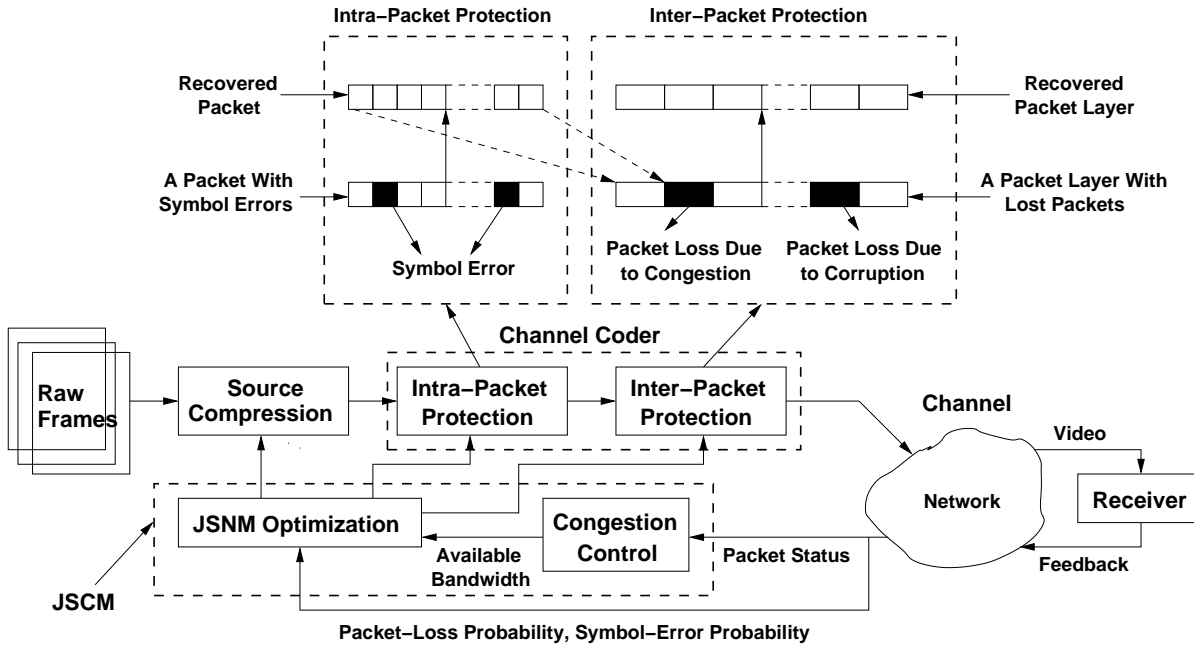 Intra−Packet Protection
Inter−Packet Protection
Recovered
Packet
Recovered
Packet Layer
A Packet With
Symbol Errors
A Packet Layer With
Lost Packets
Symbol Error
Packet Loss Due
to Congestion
Packet Loss Due
to Corruption
Channel Coder
Raw
Frames
Source
Compression
Intra−Packet
Protection
Inter−Packet
Protection
Channel
Video
Network
Receiver
Feedback
JSNM Optimization
Available
Bandwidth
Congestion
Control
Packet Status
JSCM
Packet−Loss Probability, Symbol−Error Probability